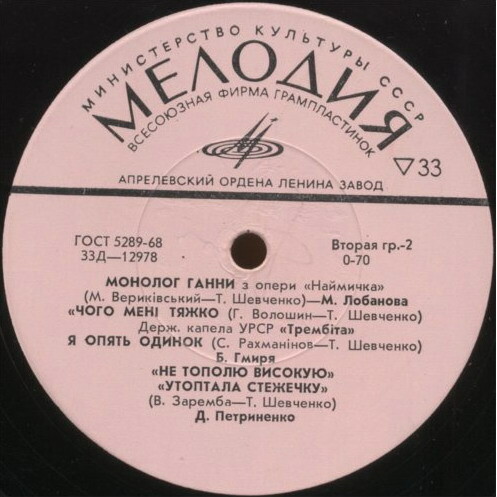 МИНИСТЕРСТВО КУЛЬТУРЫ СССР
МЕЛОДИЯ
ВСЕСОЮЗНАЯ ФИРМА ГРАМПЛАСТИНОК
▽33
АПРЕЛЕВСКИЙ ОРДЕНА ЛЕНИНА ЗАВОД
ГОСТ 5289-68
33Д—12978
Вторая гр.-2
0-70
МОНОЛОГ ГАННИ з опери «Наймичка»
(М. Вериківський—Т. Шевченко)—М. Лобанова
«ЧОГО МЕНІ ТЯЖКО (Г. Волошин—Т. Шевченко)
Держ. капела УРСР «Трембіта»
Я ОПЯТЬ ОДИНОК (С. Рахманінов—Т. Шевченко)
Б. Гмиря
«НЕ ТОПОЛЮ ВИСОКУЮ»
«УТОПТАЛА СТЕЖЕЧКУ»
(В. Заремба—Т. Шевченко)
Д. Петриненко